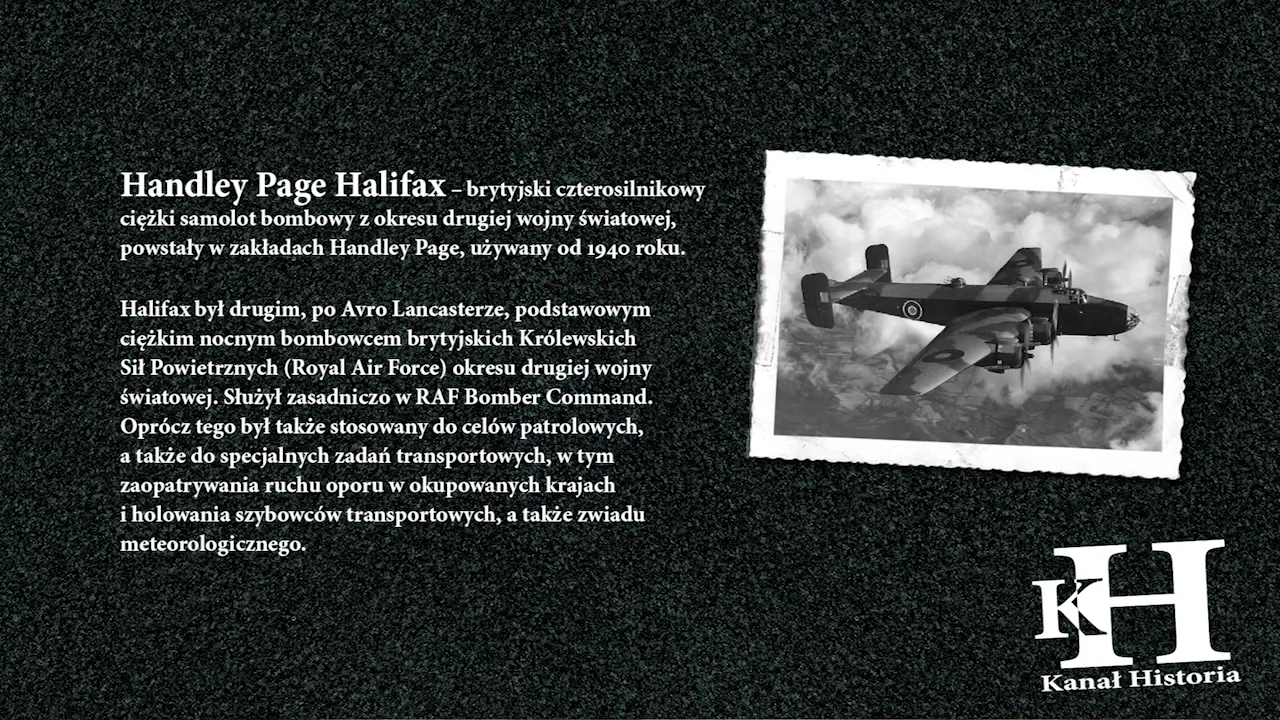 Handley Page Halifax – brytyjski czterosilnikowy
ciężki samolot bombowy z okresu drugiej wojny światowej,
powstały w zakładach Handley Page, używany od 1940 roku.
Halifax był drugim, po Avro Lancasterze, podstawowym
ciężkim nocnym bombowcem brytyjskich Królewskich
Sił Powietrznych (Royal Air Force) okresu drugiej wojny
światowej. Służył zasadniczo w RAF Bomber Command.
Oprócz tego był także stosowany do celów patrolowych,
a także do specjalnych zadań transportowych, w tym
zaopatrywania ruchu oporu w okupowanych krajach
i holowania szybowców transportowych, a także zwiadu
meteorologicznego.
KH
Kanał Historia